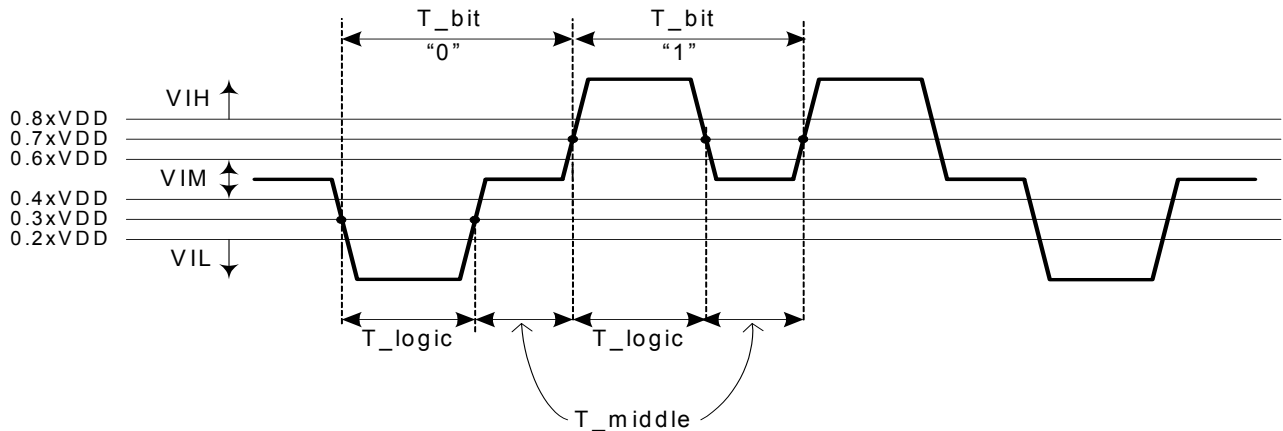 T_bit T_bit
“0” “1”
VIH
0.8xVDD
0.7xVDD
0.6xVDD
VIM
0.4xVDD
0.3xVDD
0.2xVDD
VIL
T_logic T_logic
T_middle